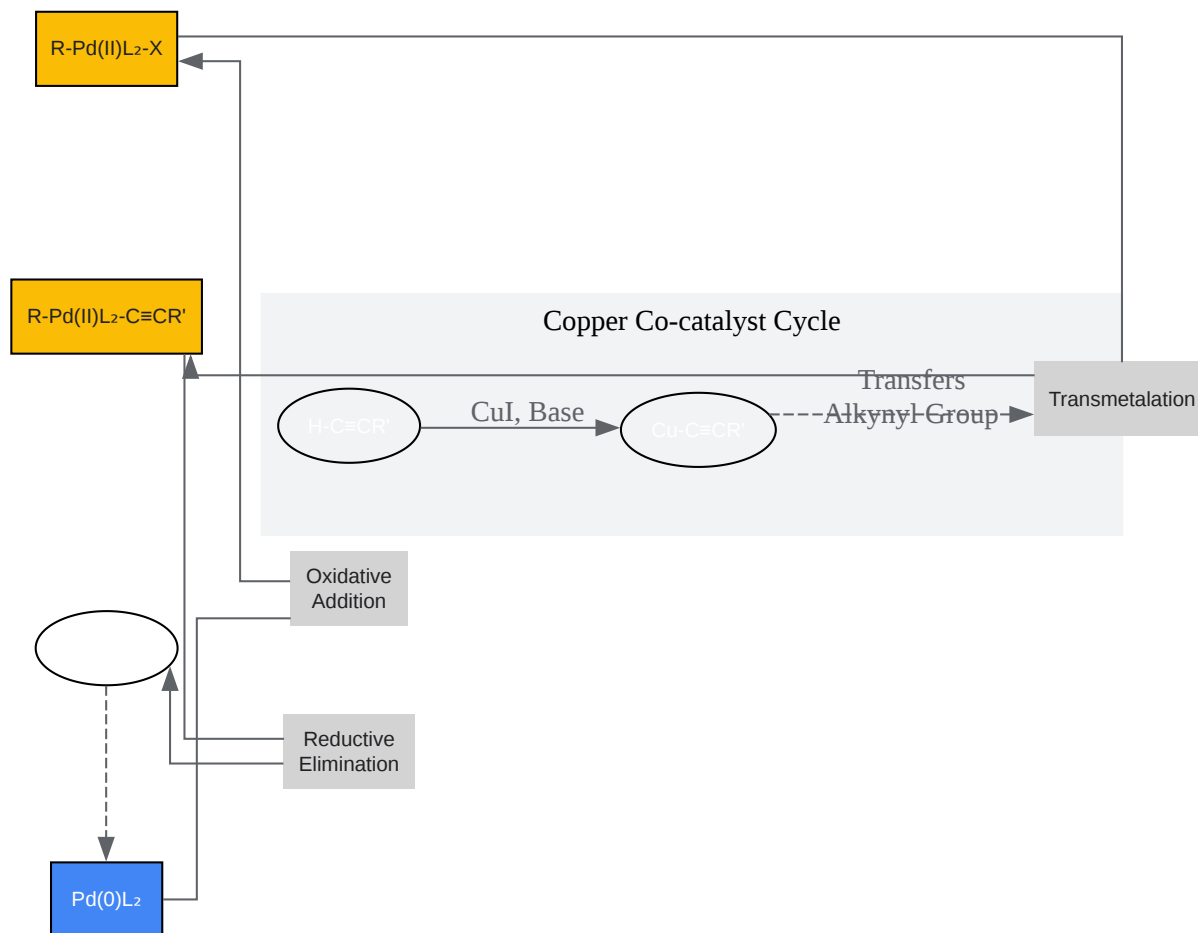 R-Pd(II)L₂-X
R-Pd(II)L₂-C≡CR'
Copper Co-catalyst Cycle
H-C≡CR'
CuI, Base
Cu-C≡CR'
Transfers
Alkynyl Group
Transmetalation
Oxidative
Addition
Reductive
Elimination
Pd(0)L₂